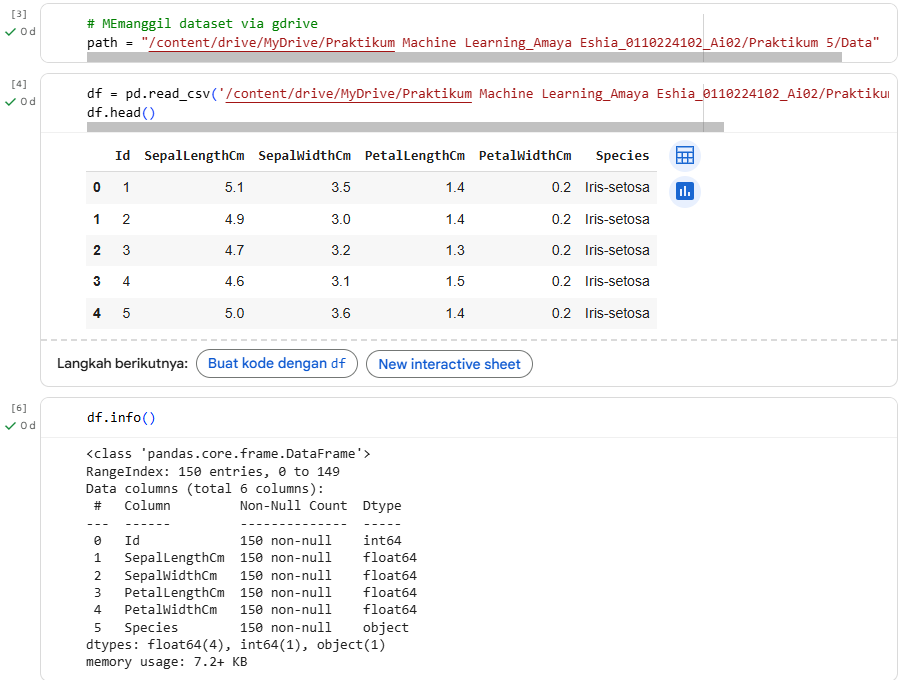 [3]
0 d
# MEmanggil dataset via gdrive
path = "/content/drive/MyDrive/Praktikum Machine Learning_Amaya Eshia_0110224102_Ai02/Praktikum 5/Data"
[4]
0 d
df = pd.read_csv('/content/drive/MyDrive/Praktikum Machine Learning_Amaya Eshia_0110224102_Ai02/Praktiku
df.head()
Id SepalLengthCm SepalWidthCm PetalLengthCm PetalWidthCm Species
0 1 5.1 3.5 1.4 0.2 Iris-setosa
1 2 4.9 3.0 1.4 0.2 Iris-setosa
2 3 4.7 3.2 1.3 0.2 Iris-setosa
3 4 4.6 3.1 1.5 0.2 Iris-setosa
4 5 5.0 3.6 1.4 0.2 Iris-setosa
Langkah berikutnya: Buat kode dengan df New interactive sheet
[6]
0 d
df.info()
<class 'pandas.core.frame.DataFrame'>
RangeIndex: 150 entries, 0 to 149
Data columns (total 6 columns):
# Column Non-Null Count Dtype
--- ------ -------------- -----
0 Id 150 non-null int64
1 SepalLengthCm 150 non-null float64
2 SepalWidthCm 150 non-null float64
3 PetalLengthCm 150 non-null float64
4 PetalWidthCm 150 non-null float64
5 Species 150 non-null object
dtypes: float64(4), int64(1), object(1)
memory usage: 7.2+ KB